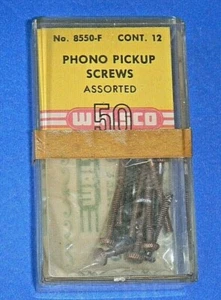 No. 8550-F CONT. 12
PHONO PICKUP
SCREWS
ASSORTED
50